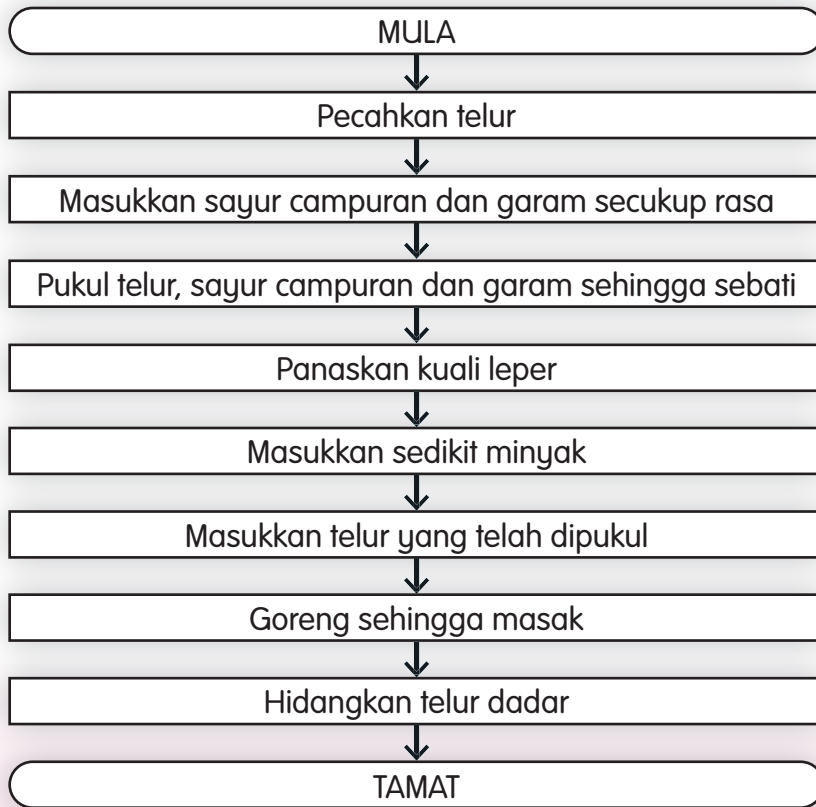 MULA
Pecahkan telur
Masukkan sayur campuran dan garam secukup rasa
Pukul telur, sayur campuran dan garam sehingga sebati
Panaskan kuali leper
Masukkan sedikit minyak
Masukkan telur yang telah dipukul
Goreng sehingga masak
Hidangkan telur dadar
TAMAT